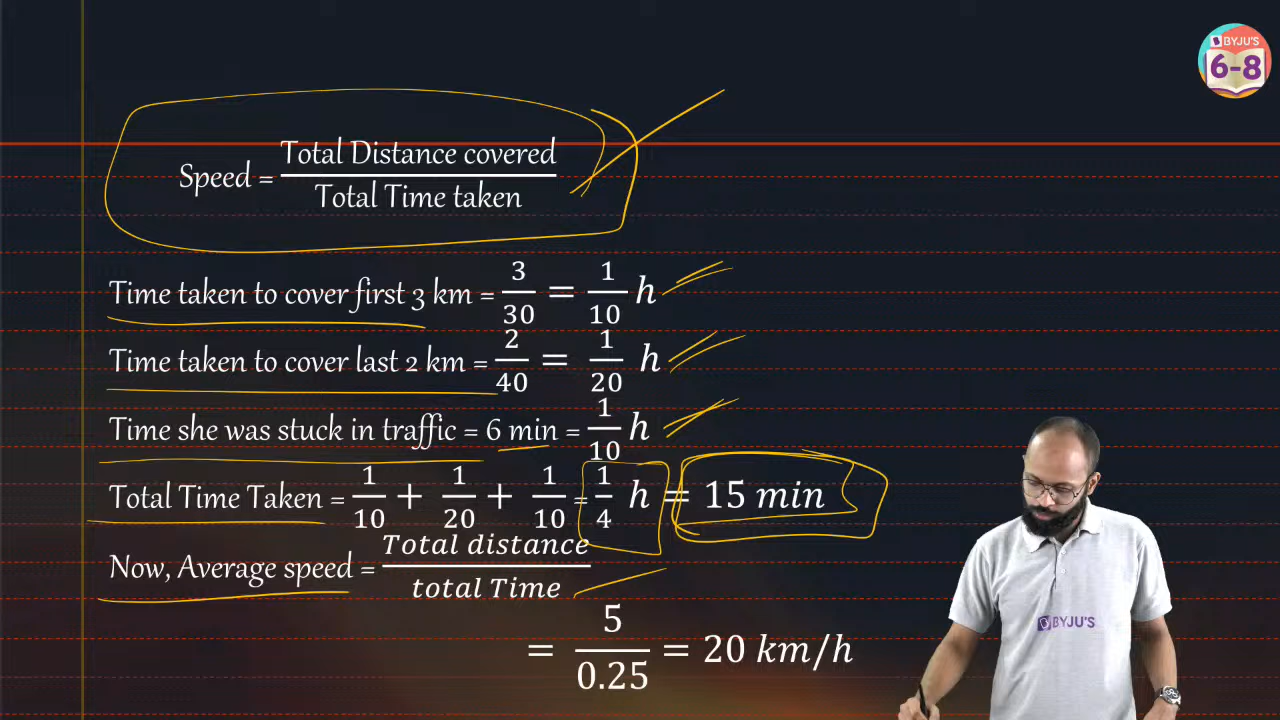 BYJU'S
6-8
Speed = Total Distance covered / Total Time taken
Time taken to cover first 3 km = 3/30 = 1/10 h
Time taken to cover last 2 km = 2/40 = 1/20 h
Time she was stuck in traffic = 6 min = 1/10 h
Total Time Taken = 1/10 + 1/20 + 1/10 = 1/4 h = 15 min
Now, Average speed = Total distance / total Time
= 5/0.25 = 20 km/h
BYJU'S